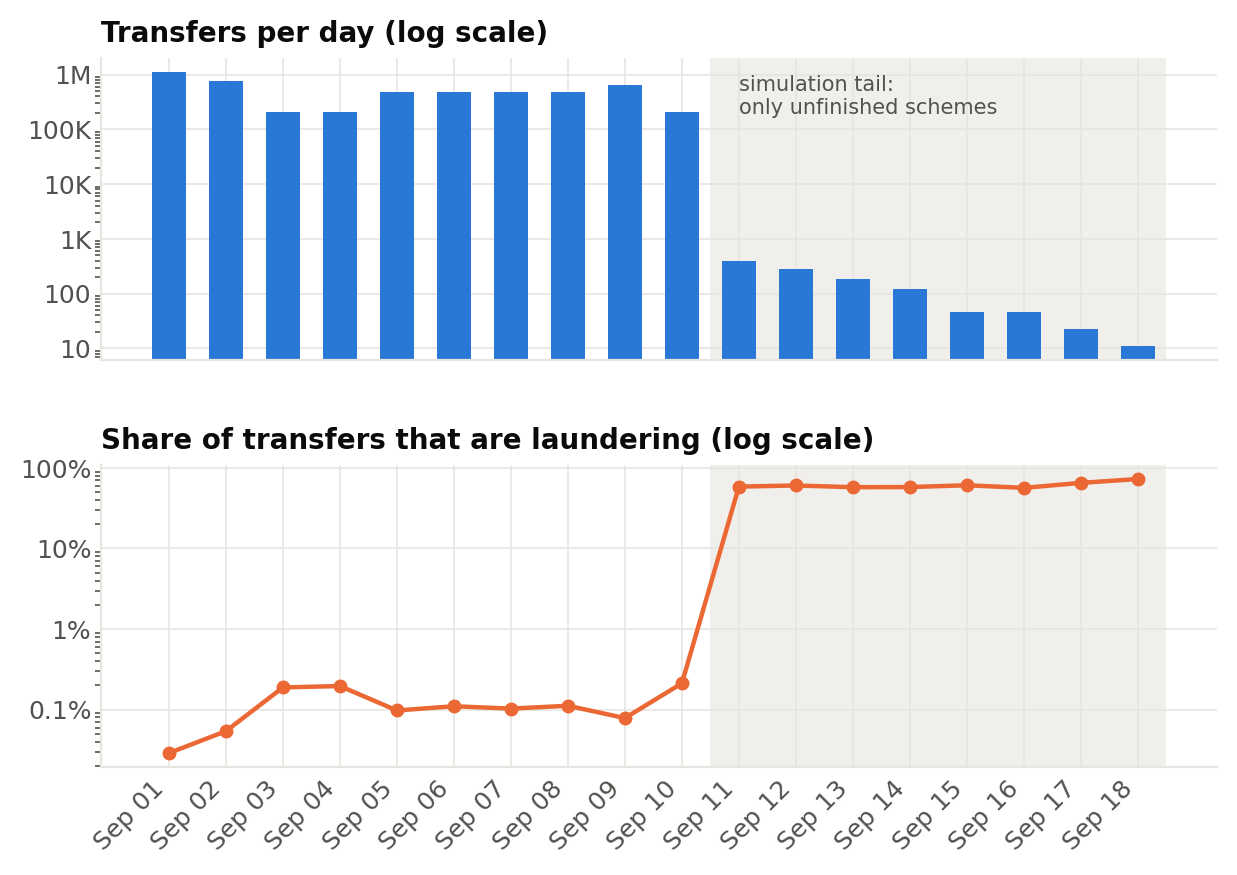 Transfers per day (log scale)
1M
100K
10K
1K
100
10
simulation tail:
only unfinished schemes
Share of transfers that are laundering (log scale)
100%
10%
1%
0.1%
Sep 01
Sep 02
Sep 03
Sep 04
Sep 05
Sep 06
Sep 07
Sep 08
Sep 09
Sep 10
Sep 11
Sep 12
Sep 13
Sep 14
Sep 15
Sep 16
Sep 17
Sep 18